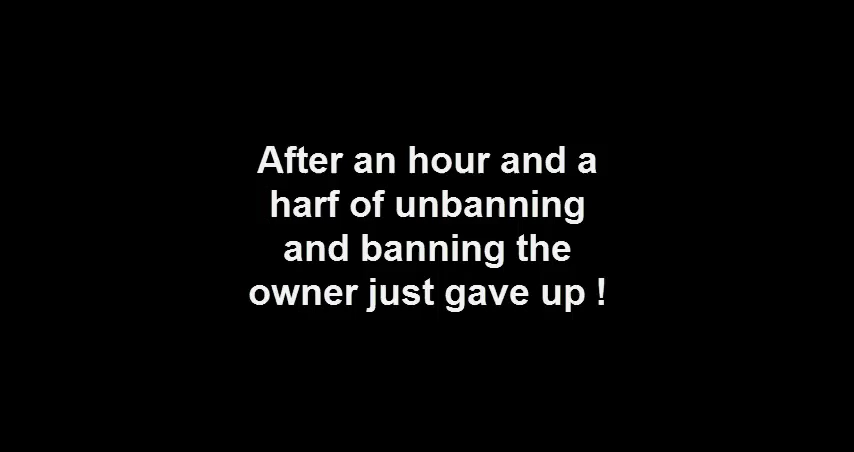 After an hour and a
harf of unbanning
and banning the
owner just gave up !